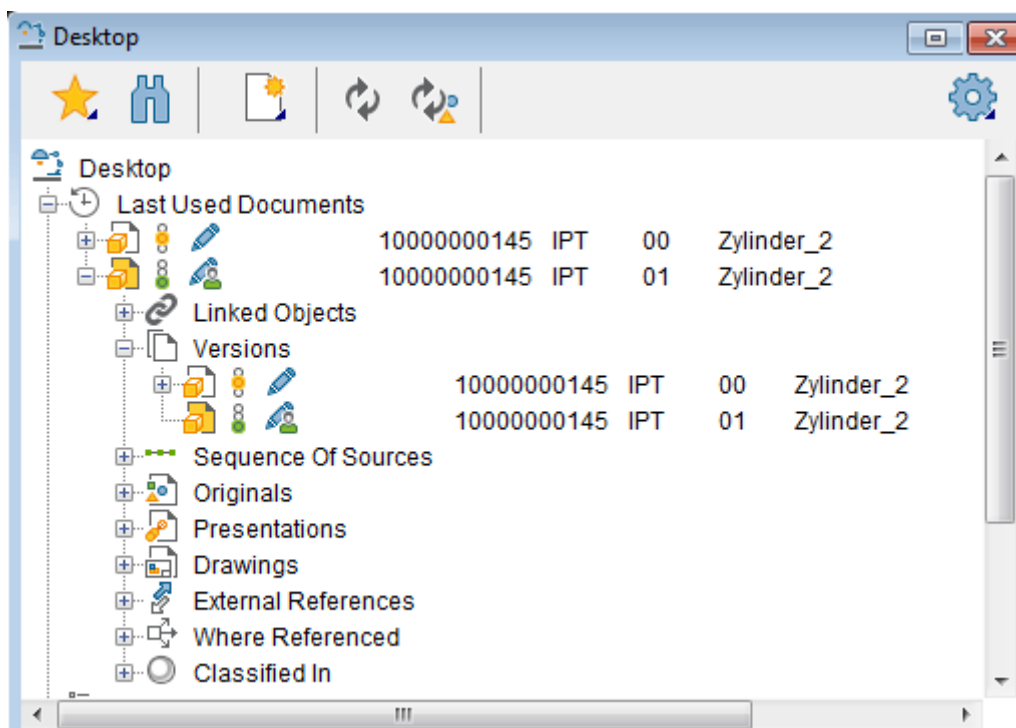 Desktop
Desktop
Last Used Documents
10000000145 IPT 00 Zylinder_2
10000000145 IPT 01 Zylinder_2
Linked Objects
Versions
10000000145 IPT 00 Zylinder_2
10000000145 IPT 01 Zylinder_2
Sequence Of Sources
Originals
Presentations
Drawings
External References
Where Referenced
Classified In